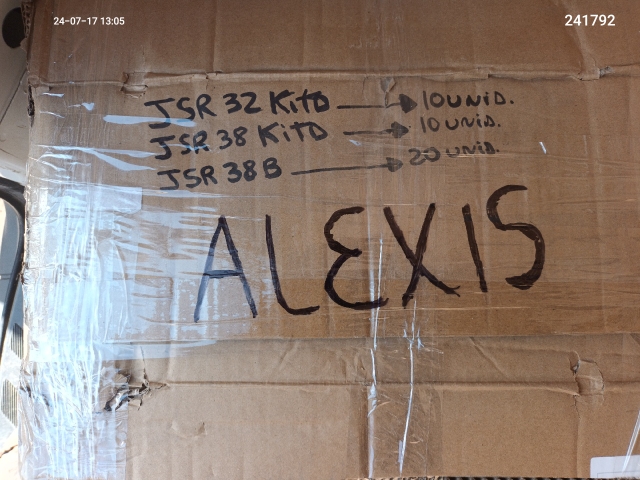 24-07-17 13:05
241792
JSR 32 KitD → 10 UNiD.
JSR 38 KitD → 10 UNiD.
JSR 38B → 20 UNiD.
ALEXIS